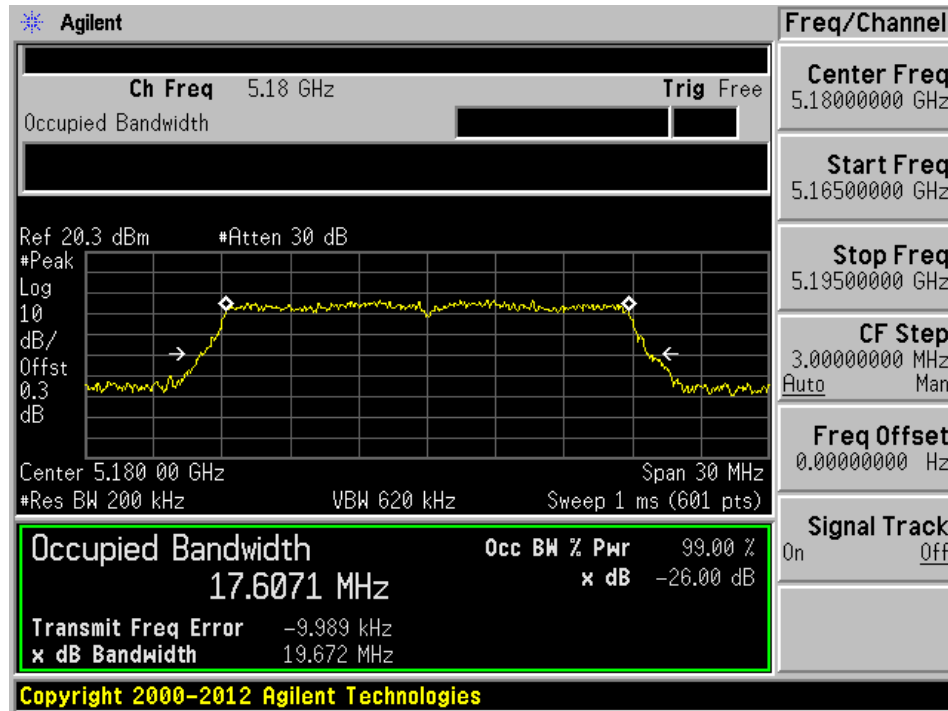 Agilent
Freq/Channel
Ch Freq 5.18 GHz Trig Free
Occupied Bandwidth
Center Freq
5.18000000 GHz
Start Freq
5.16500000 GHz
Stop Freq
5.19500000 GHz
CF Step
3.00000000 MHz
Auto Man
Freq Offset
0.00000000 Hz
Signal Track
On Off
Ref 20.3 dBm #Atten 30 dB
#Peak
Log
10
dB/
Offst
0.3
dB
Center 5.180 00 GHz Span 30 MHz
#Res BW 200 kHz VBW 620 kHz Sweep 1 ms (601 pts)
Occupied Bandwidth Occ BW % Pwr 99.00 %
17.6071 MHz x dB -26.00 dB
Transmit Freq Error -9.989 kHz
x dB Bandwidth 19.672 MHz
Copyright 2000-2012 Agilent Technologies